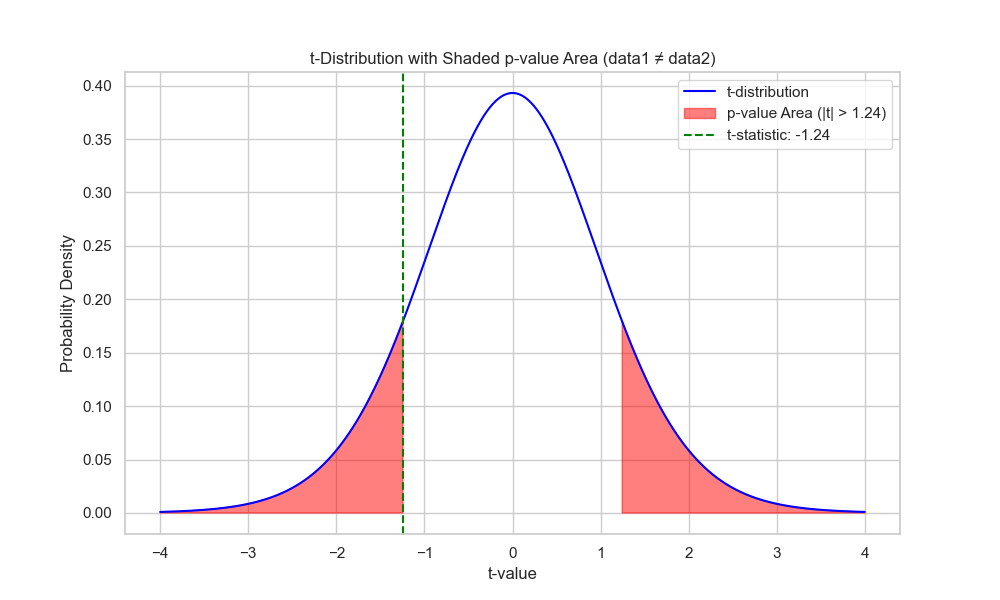 t-Distribution with Shaded p-value Area (data1 ≠ data2)
t-distribution
p-value Area (|t| > 1.24)
t-statistic: -1.24
Probability Density
0.40
0.35
0.30
0.25
0.20
0.15
0.10
0.05
0.00
−4 −3 −2 −1 0 1 2 3 4
t-value